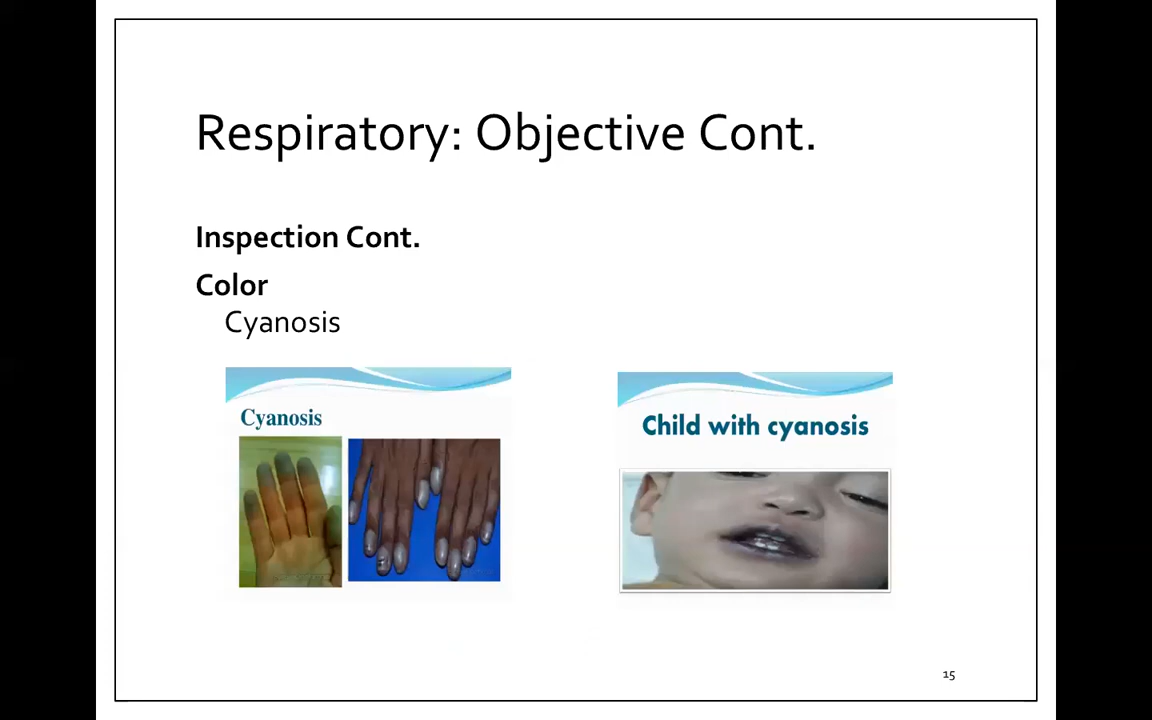 Respiratory: Objective Cont.
Inspection Cont.
Color
Cyanosis
Cyanosis
Child with cyanosis
15